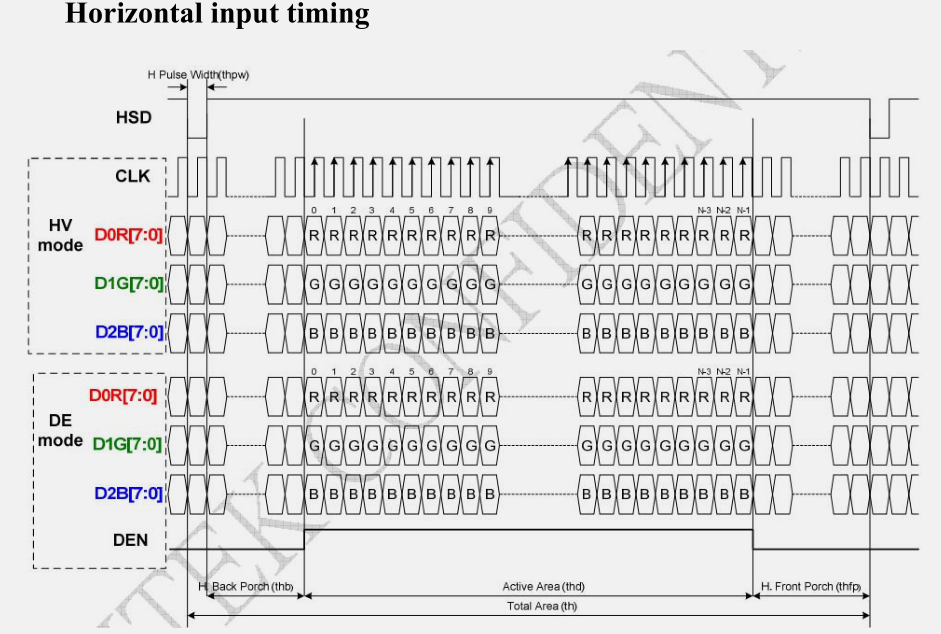 Horizontal input timing
H Pulse Width(thpw)
HSD
CLK
HV mode
0 1 2 3 4 5 6 7 8 9 N-3 N-2 N-1
D0R[7:0] R R R R R R R R R R R R R R R R R R R
D1G[7:0] G G G G G G G G G G G G G G G G G G G
D2B[7:0] B B B B B B B B B B B B B B B B B B B
DE mode
0 1 2 3 4 5 6 7 8 9 N-3 N-2 N-1
D0R[7:0] R R R R R R R R R R R R R R R R R R R
D1G[7:0] G G G G G G G G G G G G G G G G G G G
D2B[7:0] B B B B B B B B B B B B B B B B B B B
DEN
H. Back Porch (thb) Active Area (thd) H. Front Porch (thfp)
Total Area (th)